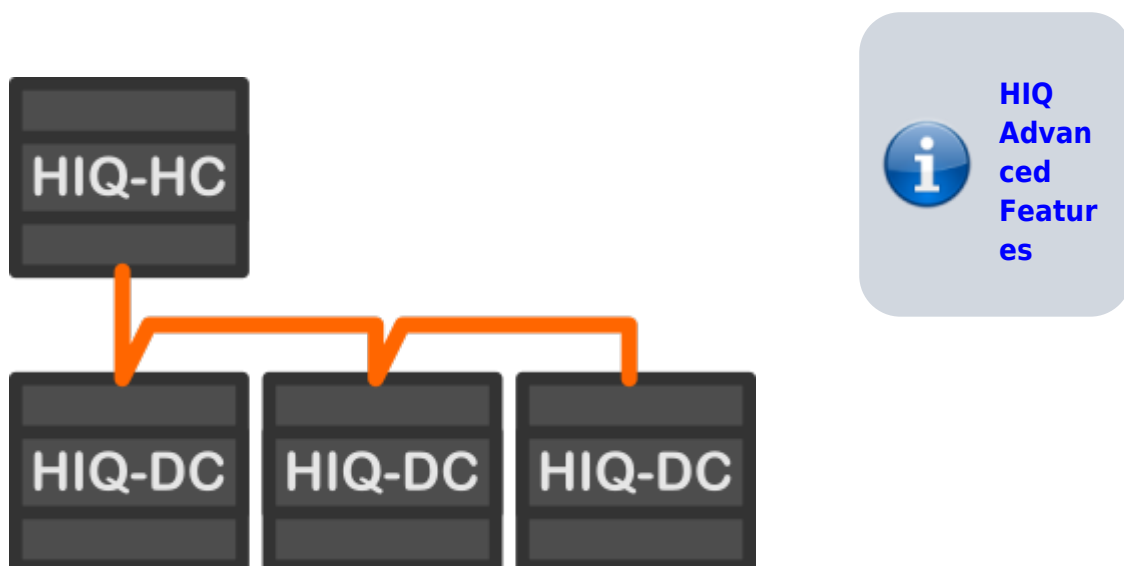 HIQ
Advan
ced
Featur
es
HIQ-HC
HIQ-DC HIQ-DC HIQ-DC